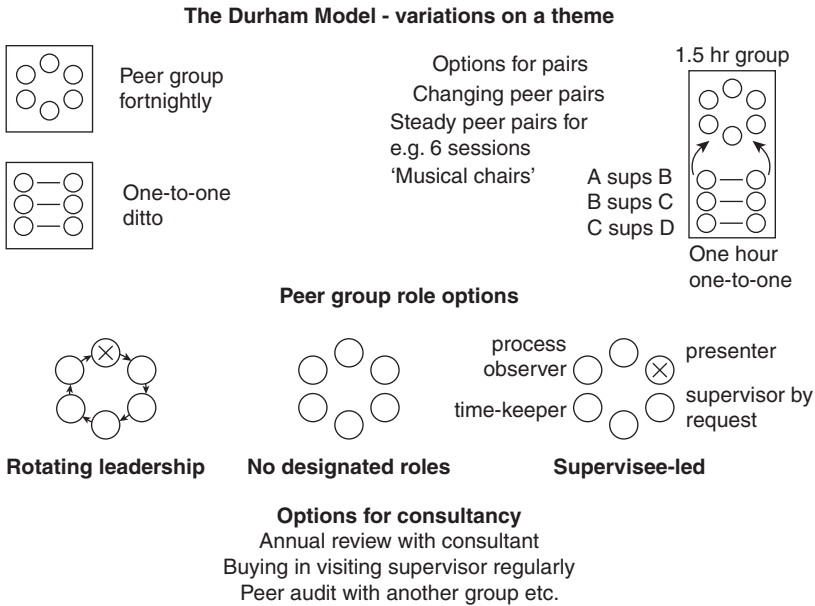 The Durham Model - variations on a theme
Peer group
fortnightly
One-to-one
ditto
Options for pairs
Changing peer pairs
Steady peer pairs for
e.g. 6 sessions
‘Musical chairs’
1.5 hr group
A sups B
B sups C
C sups D
One hour
one-to-one
Peer group role options
Rotating leadership
No designated roles
process
observer
time-keeper
presenter
supervisor by
request
Supervisee-led
Options for consultancy
Annual review with consultant
Buying in visiting supervisor regularly
Peer audit with another group etc.